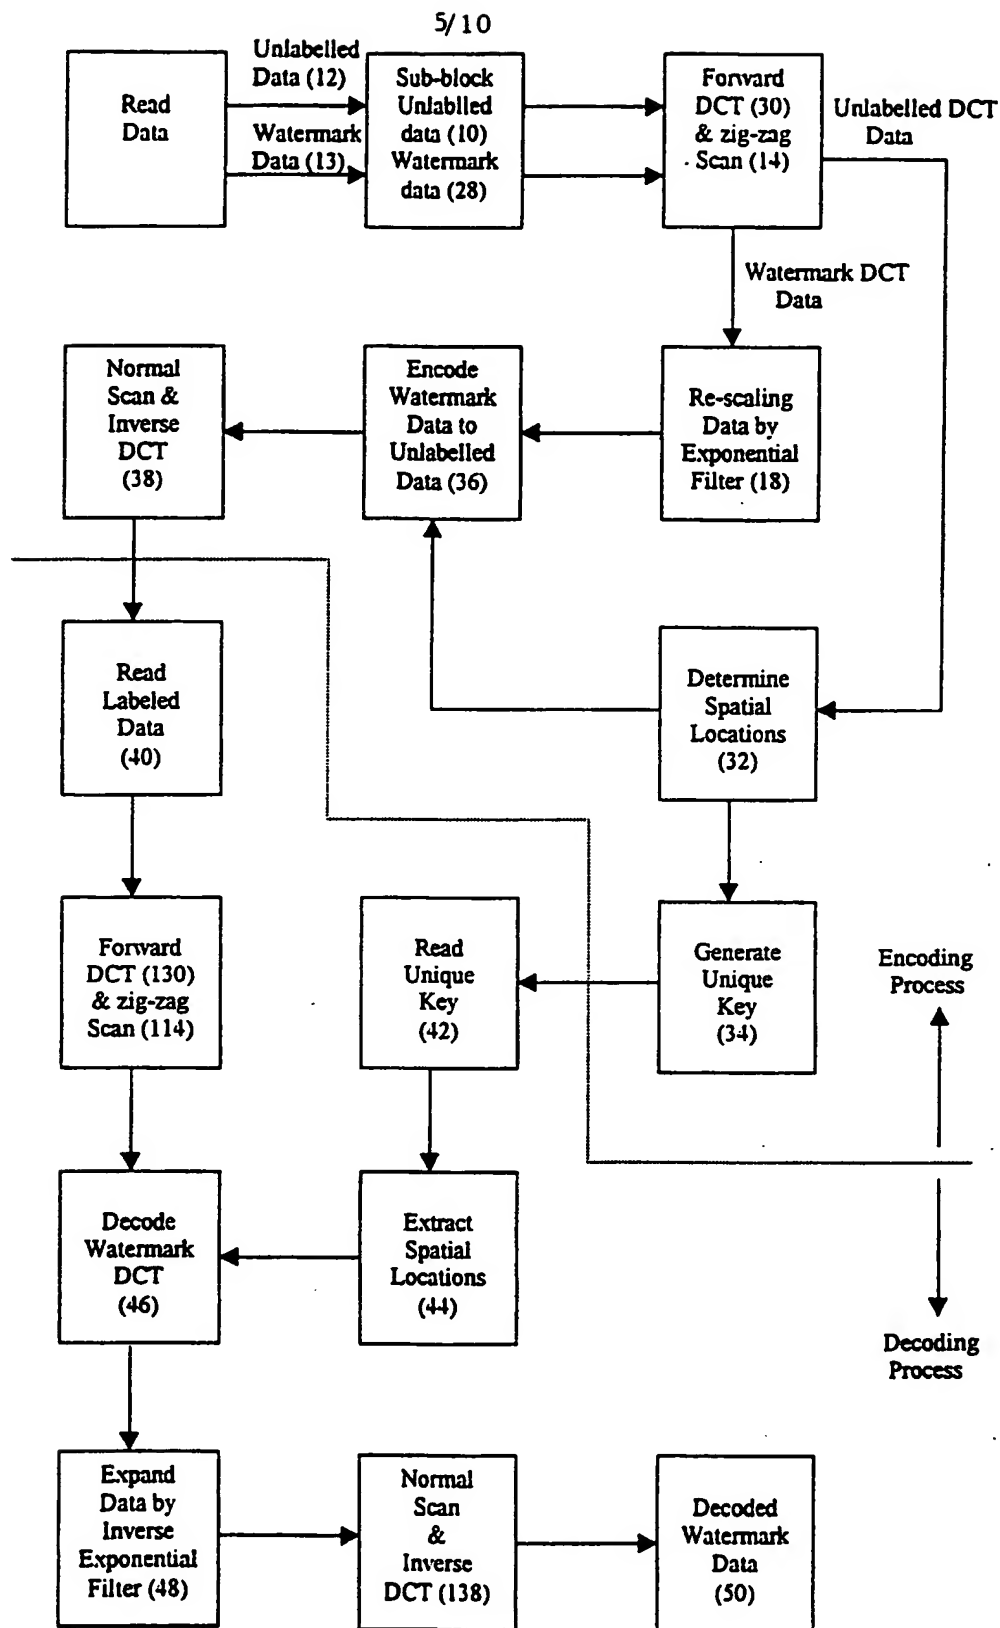 5/10
Read
Data
Unlabelled
Data (12)
Watermark
Data (13)
Sub-block
Unlablled
data (10)
Watermark
data (28)
Forward
DCT (30)
& zig-zag
Scan (14)
Unlabelled DCT
Data
Watermark DCT
Data
Normal
Scan &
Inverse
DCT
(38)
Encode
Watermark
Data to
Unlabelled
Data (36)
Re-scaling
Data by
Exponential
Filter (18)
Read
Labeled
Data
(40)
Determine
Spatial
Locations
(32)
Forward
DCT (130)
& zig-zag
Scan (114)
Read
Unique
Key
(42)
Generate
Unique
Key
(34)
Encoding
Process
Decode
Watermark
DCT
(46)
Extract
Spatial
Locations
(44)
Decoding
Process
Expand
Data by
Inverse
Exponential
Filter (48)
Normal
Scan
&
Inverse
DCT (138)
Decoded
Watermark
Data
(50)